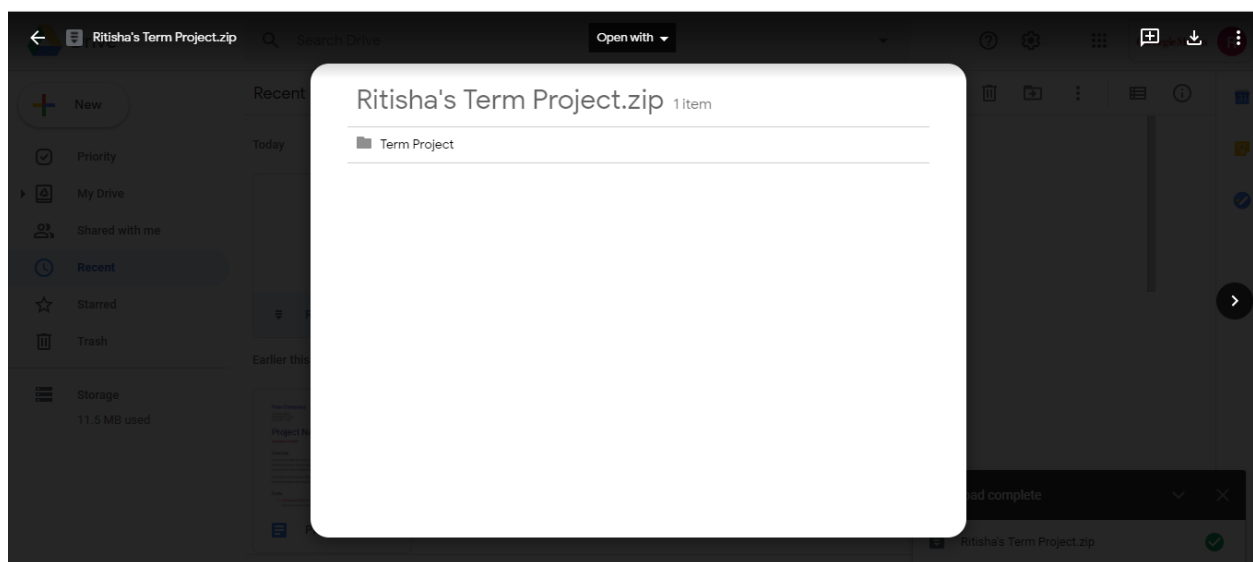 Ritisha's Term Project.zip
Search Drive
Open with
New
Recent
Ritisha's Term Project.zip 1 item
Today
Term Project
Priority
My Drive
Shared with me
Recent
Starred
Trash
Earlier this
Storage
11.5 MB used
Project N
complete
Ritisha's Term Project.zip